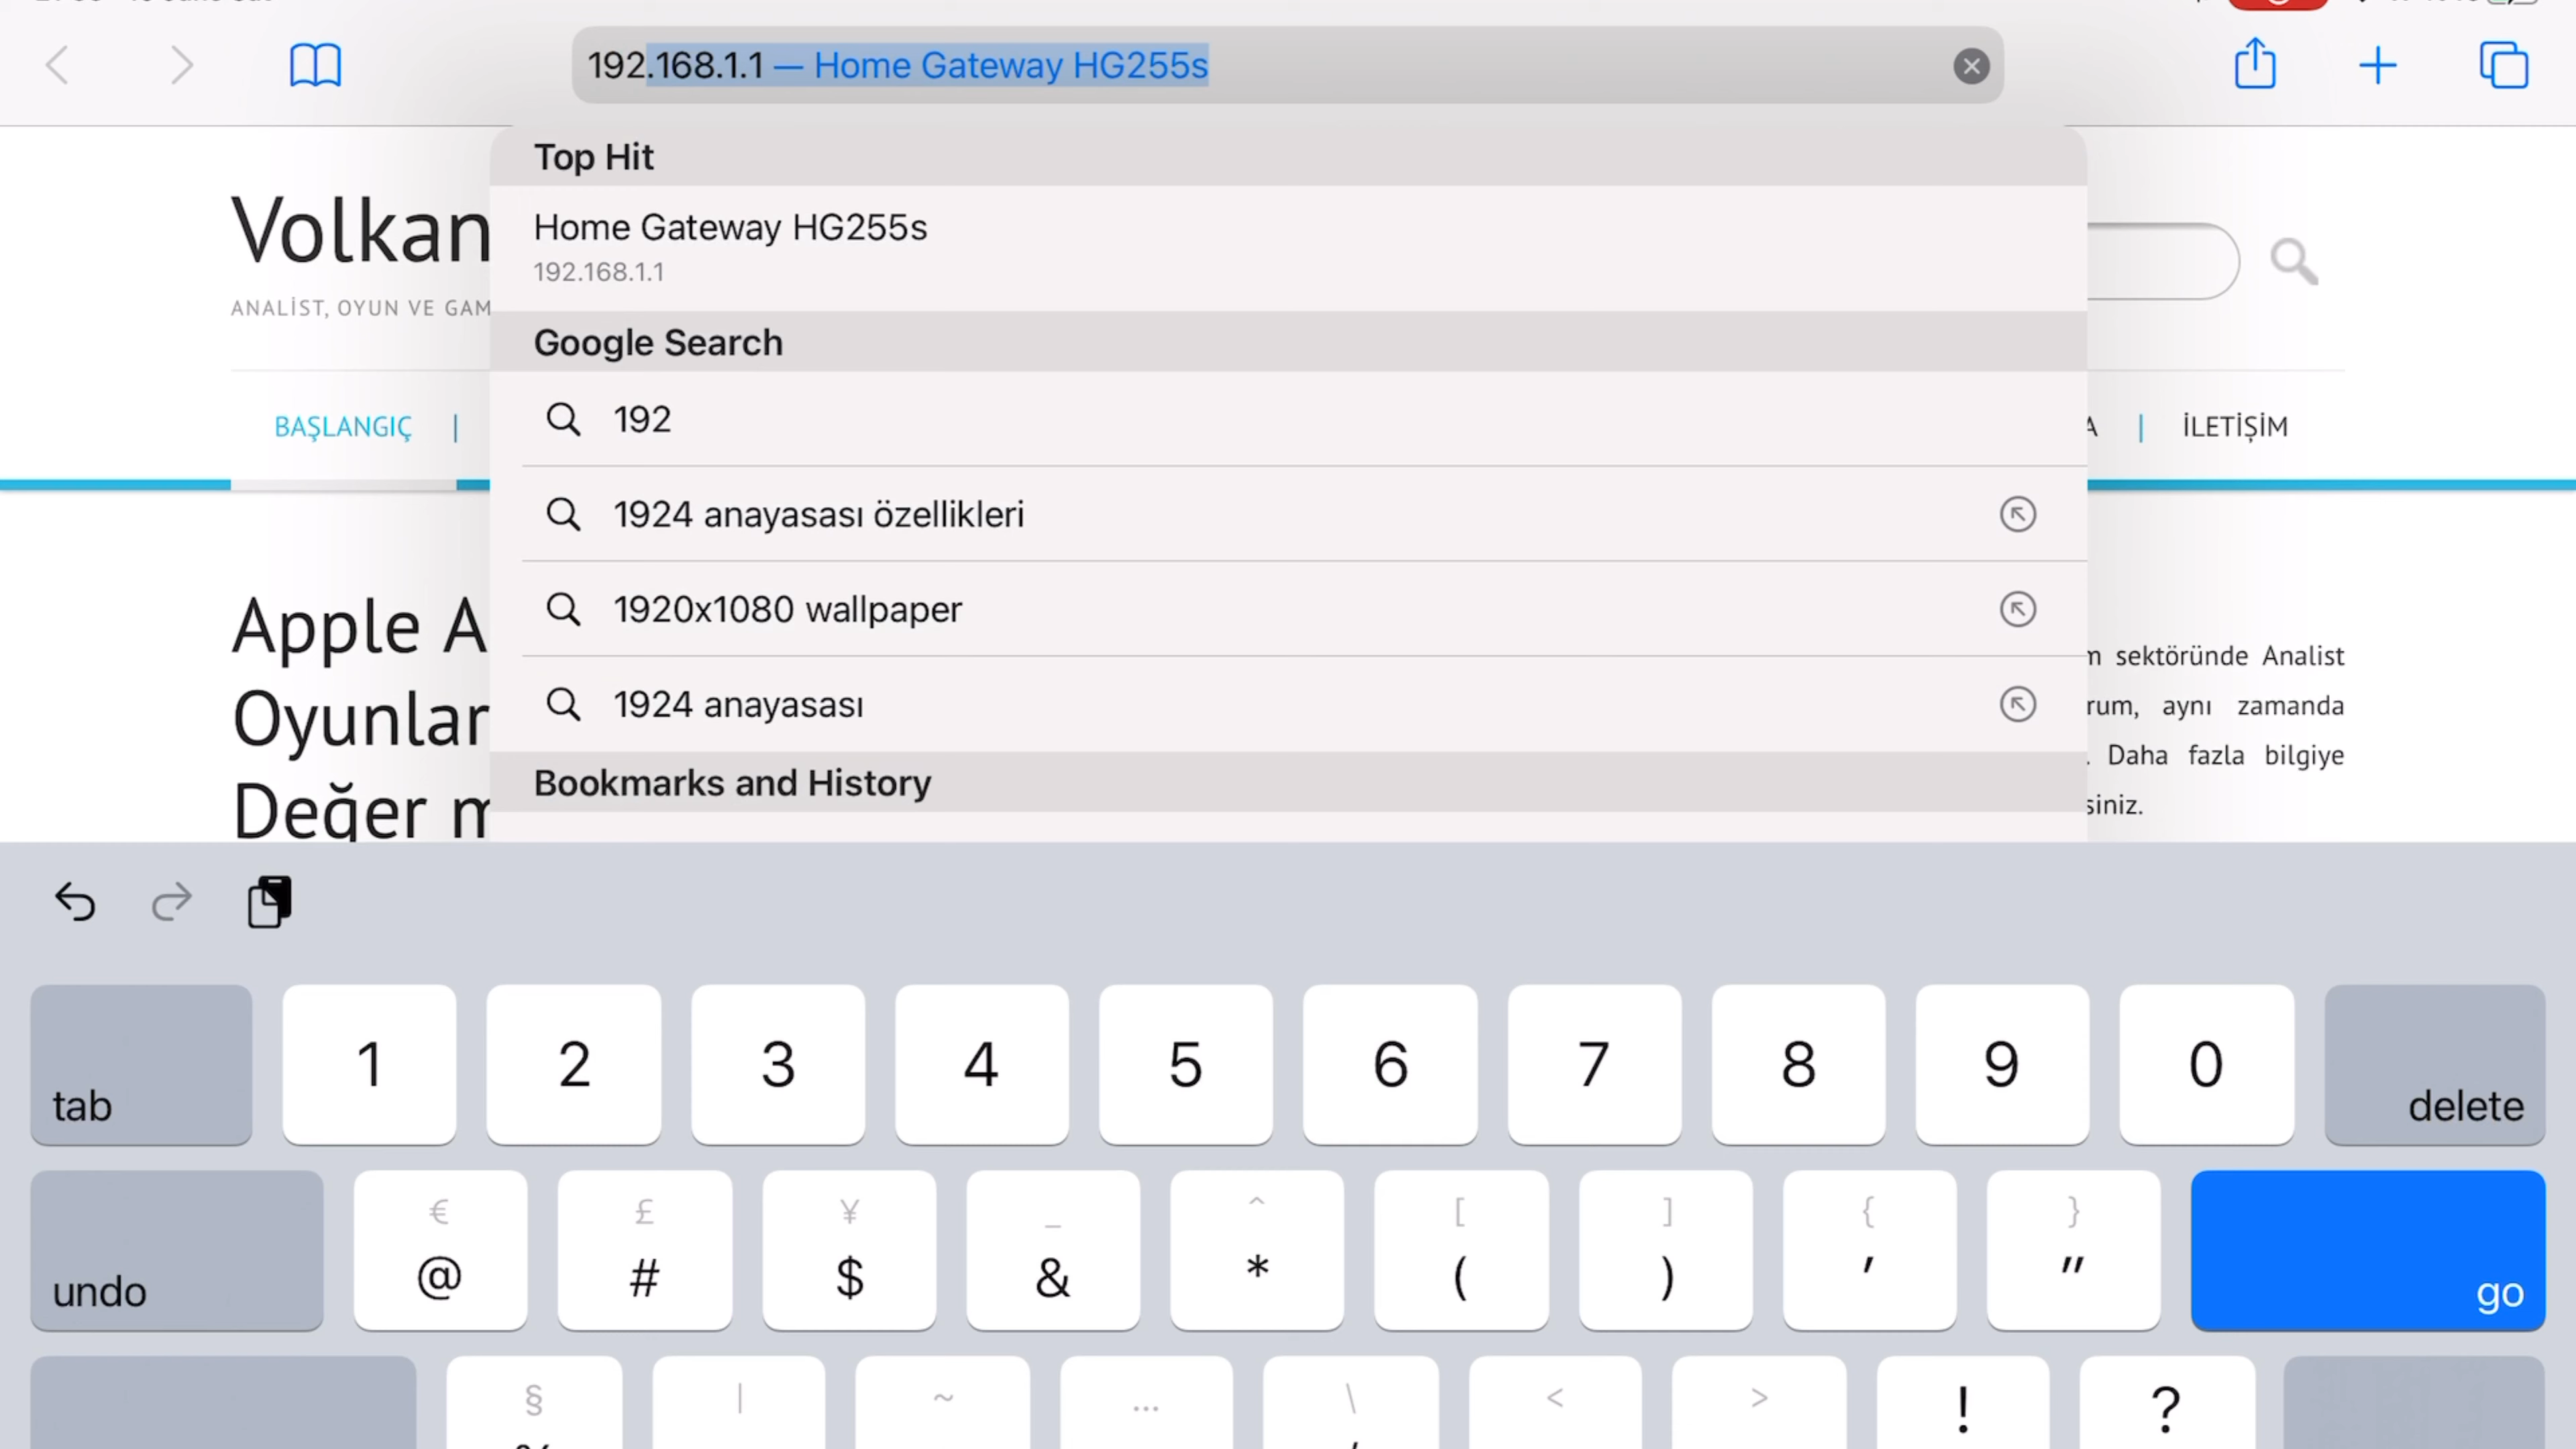 192.168.1.1 — Home Gateway HG255s
Top Hit
Home Gateway HG255s
192.168.1.1
Google Search
192
1924 anayasası özellikleri
1920x1080 wallpaper
1924 anayasası
Bookmarks and History
Volkan
ANALİST, OYUN VE GAM
BAŞLANGIÇ |
A | İLETİŞİM
Apple A
Oyunlar
Değer m
m sektöründe Analist
rum, aynı zamanda
. Daha fazla bilgiye
siniz.
tab 1 2 3 4 5 6 7 8 9 0 delete
€ £ ¥ _ ^ [ ] { }
undo @ # $ & * ( ) ' " go
§ | ~ … \ < > ! ?